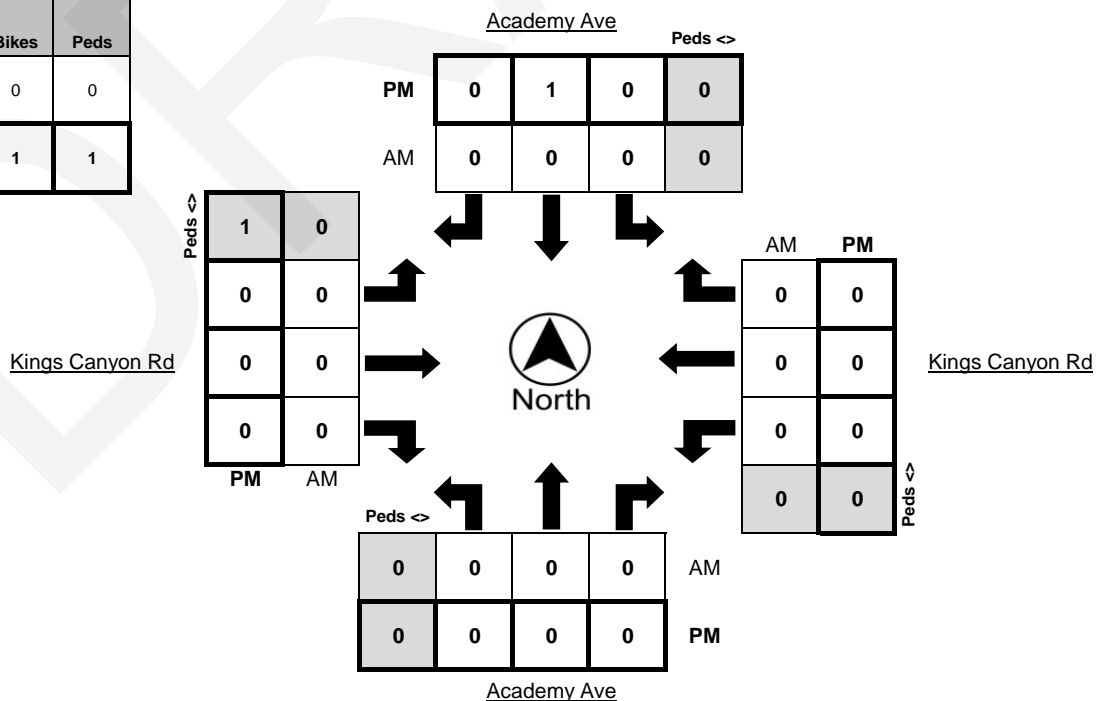 Academy Ave
Bikes Peds
Peds <>
0 0
PM 0 1 0 0
1 1
AM 0 0 0 0
Peds <>
1 0
AM PM
0 0
0 0
Kings Canyon Rd
0 0
North
0 0
Kings Canyon Rd
0 0
0 0
PM AM
0 0
Peds <>
Peds <>
0 0 0 0 AM
0 0 0 0 PM
Academy Ave